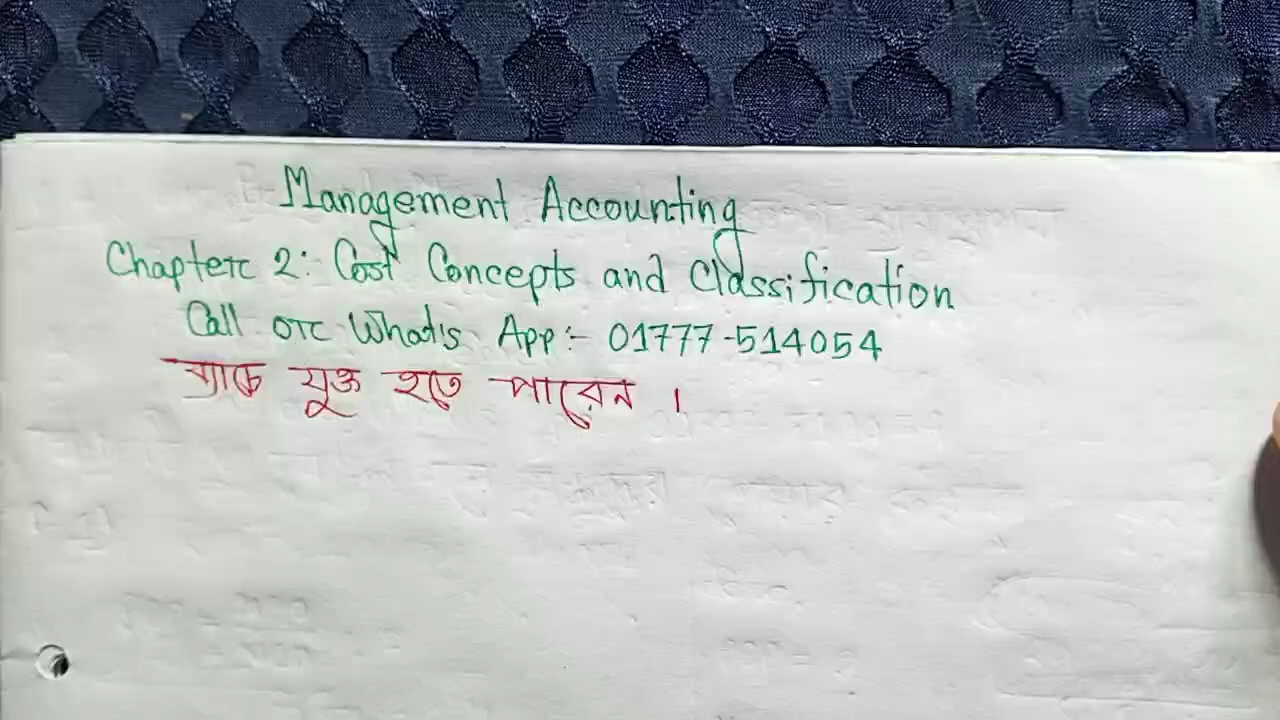 Management Accounting
Chapter 2: Cost Concepts and Classification
Call or What's App:- 01777-514054
ব্যাচে যুক্ত হতে পারেন ।